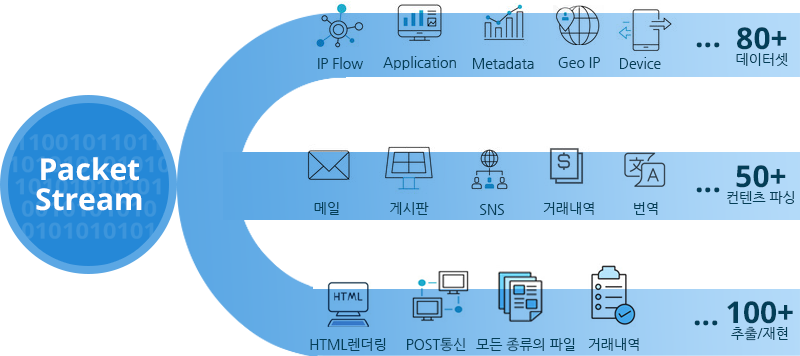 Packet
Stream
IP Flow
Application
Metadata
Geo IP
Device
... 80+
데이터셋
메일
게시판
SNS
거래내역
번역
... 50+
컨텐츠 파싱
HTML
HTML렌더링
POST통신
모든 종류의 파일
거래내역
... 100+
추출/재현